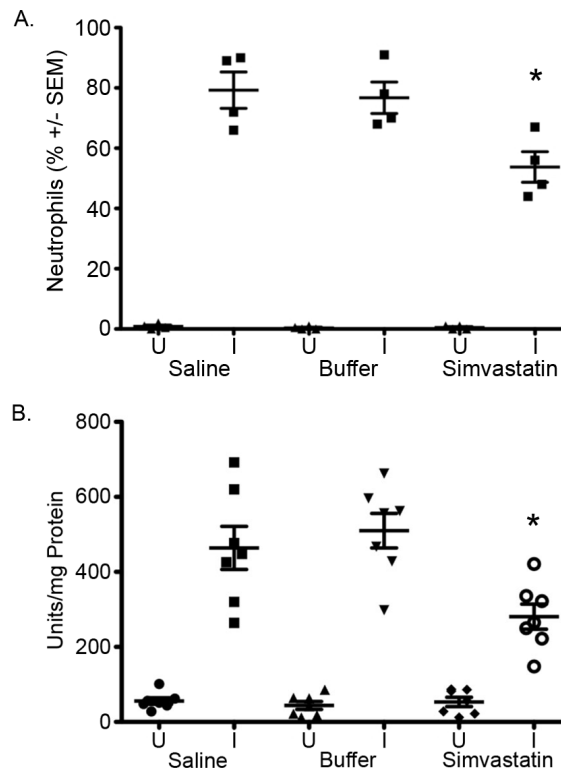 A.
Neutrophils (% +/- SEM)
100
80
60
40
20
0
*
U I U I U I
Saline Buffer Simvastatin
B.
Units/mg Protein
800
600
400
200
0
*
U I U I U I
Saline Buffer Simvastatin